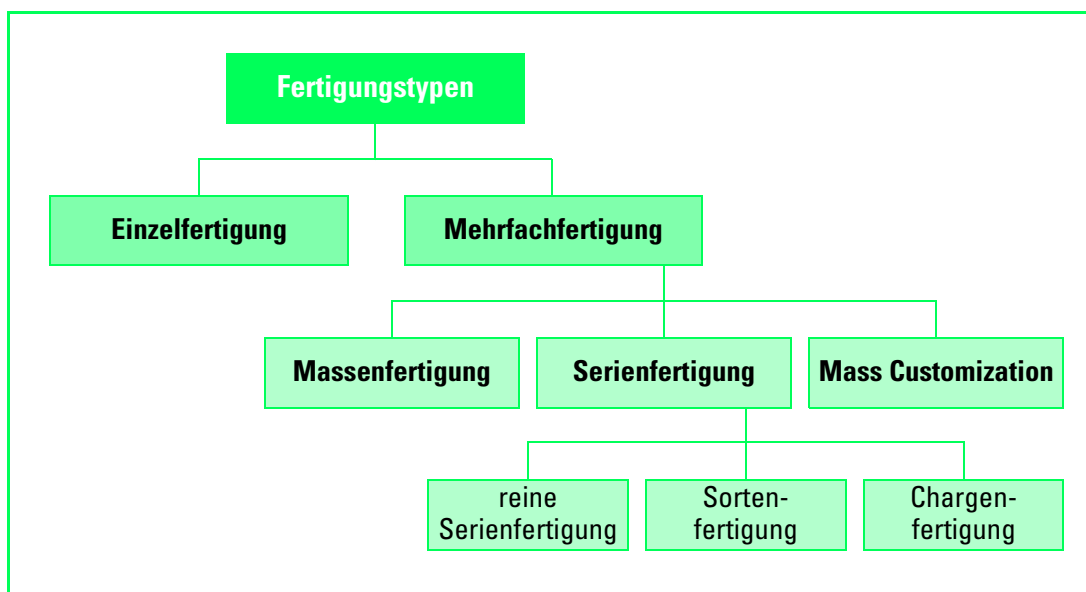 Fertigungstypen
Einzelfertigung
Mehrfachfertigung
Massenfertigung
Serienfertigung
Mass Customization
reine
Serienfertigung
Sorten-
fertigung
Chargen-
fertigung